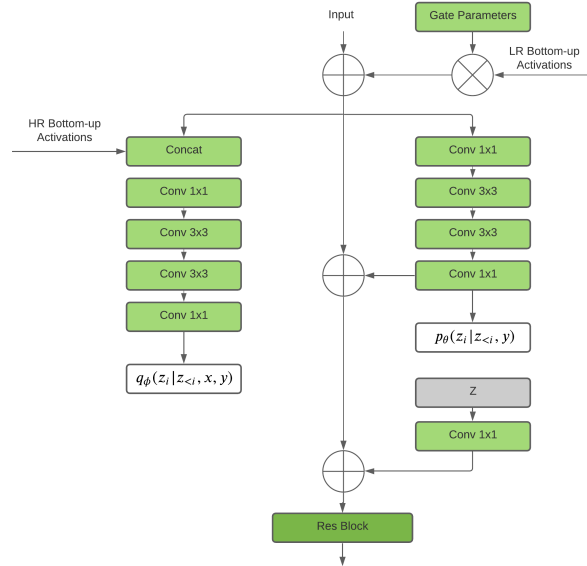 Input
Gate Parameters
LR Bottom-up
Activations
HR Bottom-up
Activations
Concat
Conv 1x1
Conv 3x3
Conv 3x3
Conv 1x1
q_ϕ(z_i|z_{<i}, x, y)
Conv 1x1
Conv 3x3
Conv 3x3
Conv 1x1
p_θ(z_i|z_{<i}, y)
Z
Conv 1x1
Res Block